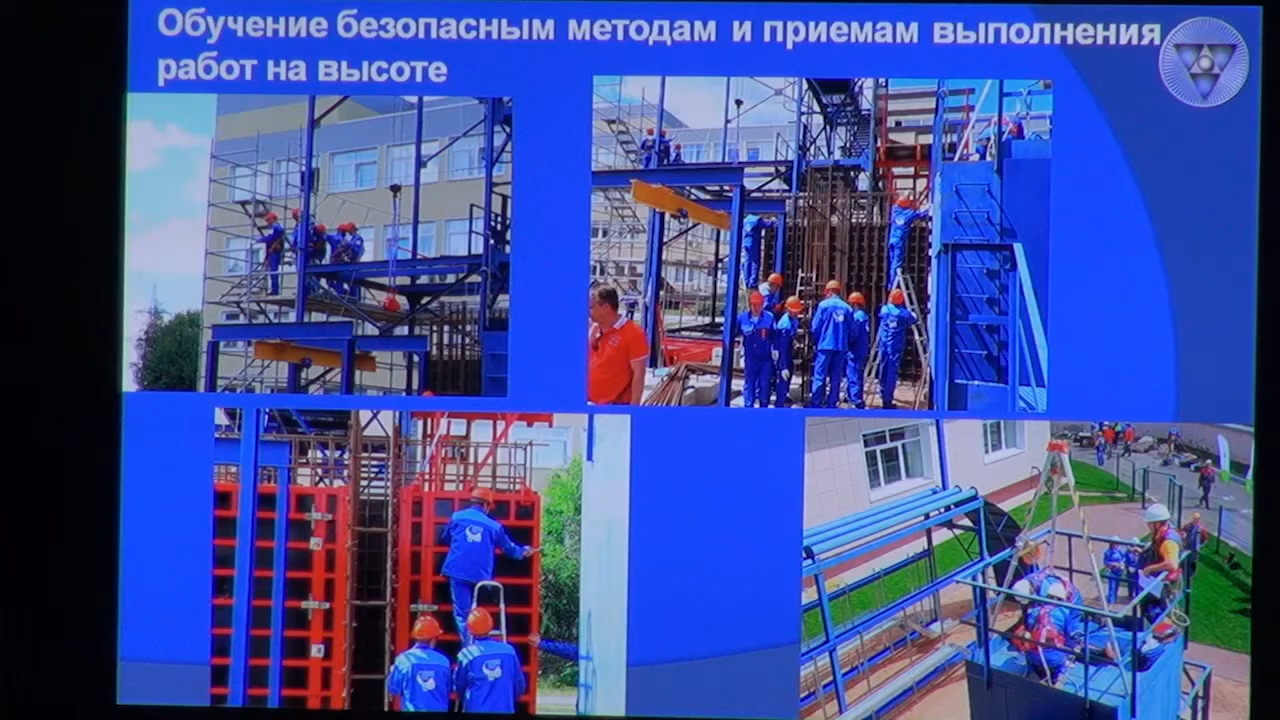 Обучение безопасным методам и приемам выполнения
работ на высоте